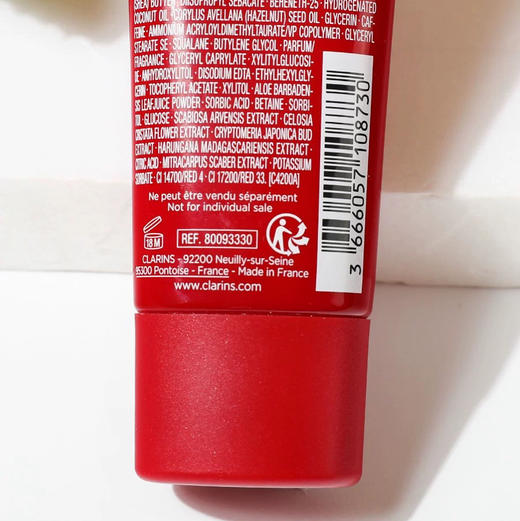 SHEA) BUTTER · DIISOPROPYL SEBACATE · BEHENETH-25 · HYDROGENATED
COCONUT OIL · CORYLUS AVELLANA (HAZELNUT) SEED OIL · GLYCERIN · CAF-
FEINE · AMMONIUM ACRYLOYLDIMETHYLTAURATE/VP COPOLYMER · GLYCERYL
STEARATE SE · SQUALANE · BUTYLENE GLYCOL · PARFUM/
FRAGRANCE · GLYCERYL CAPRYLATE · XYLITYLGLUCOSI-
DE · ANHYDROXYLITOL · DISODIUM EDTA · ETHYLHEXYLGLY-
CERIN · TOCOPHERYL ACETATE · XYLITOL · ALOE BARBADEN-
SIS LEAF JUICE POWDER · SORBIC ACID · BETAINE · SORBI-
TOL · GLUCOSE · SCABIOSA ARVENSIS EXTRACT · CELOSIA
CRISTATA FLOWER EXTRACT · CRYPTOMERIA JAPONICA BUD
EXTRACT · HARUNGANA MADAGASCARIENSIS EXTRACT ·
CITRIC ACID · MITRACARPUS SCABER EXTRACT · POTASSIUM
SORBATE · CI 14700/RED 4 · CI 17200/RED 33. [C4200A]
Ne peut être vendu séparément
Not for individual sale
18 M
REF. 80093330
CLARINS - 92200 Neuilly-sur-Seine
95300 Pontoise - France - Made in France
www.clarins.com
3 666057 108730